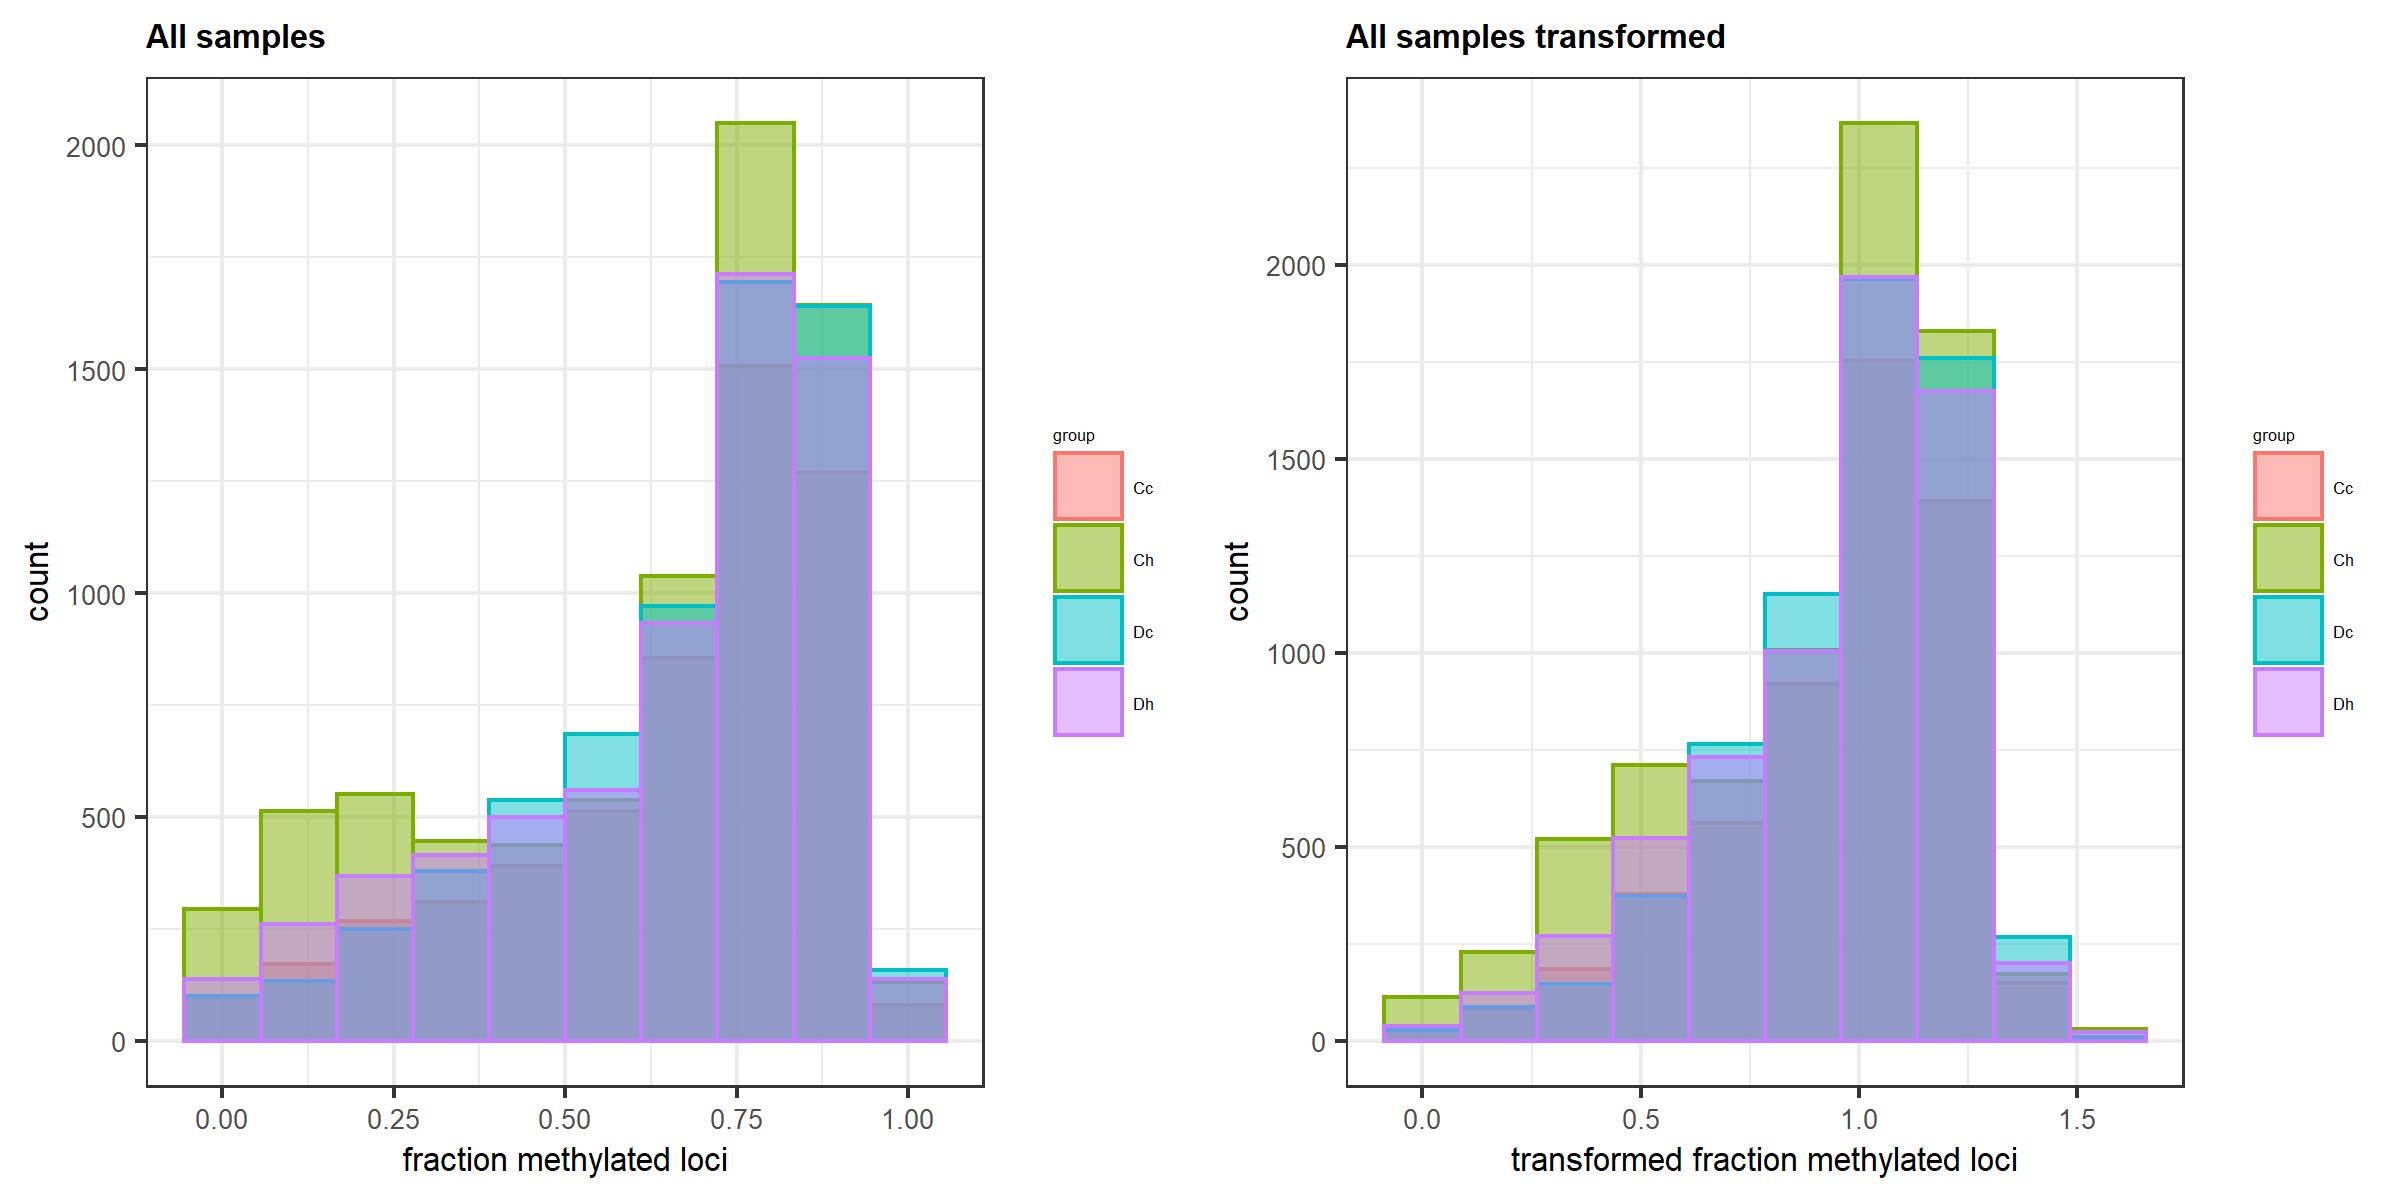 All samples
2000
1500
1000
500
0
count
0.00 0.25 0.50 0.75 1.00
fraction methylated loci
group
Cc
Ch
Dc
Dh
All samples transformed
2000
1500
1000
500
0
count
0.0 0.5 1.0 1.5
transformed fraction methylated loci
group
Cc
Ch
Dc
Dh